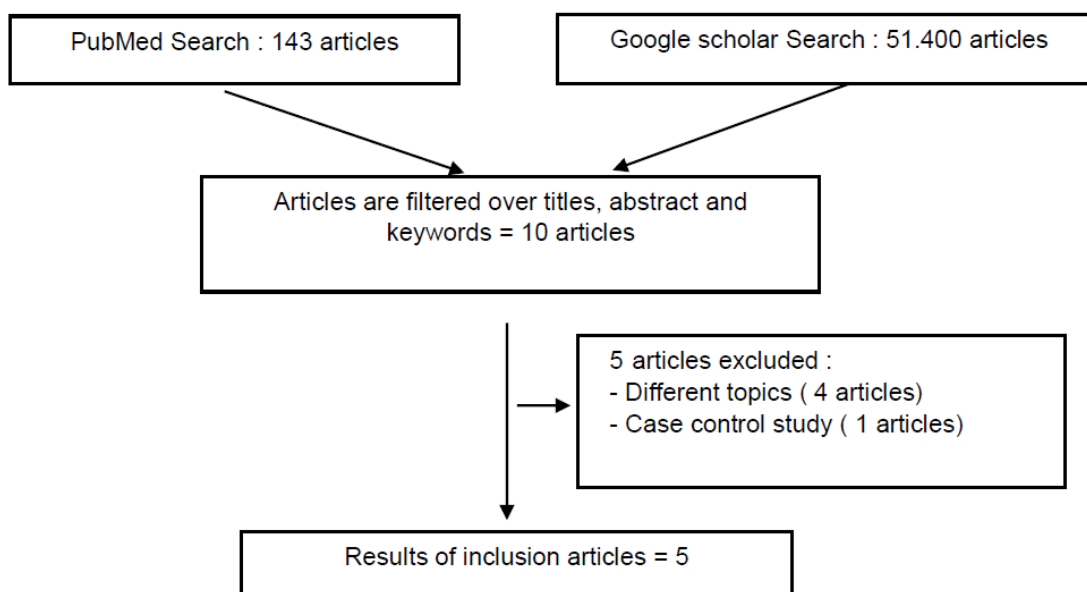 PubMed Search : 143 articles
Google scholar Search : 51.400 articles
Articles are filtered over titles, abstract and
keywords = 10 articles
5 articles excluded :
- Different topics ( 4 articles)
- Case control study ( 1 articles)
Results of inclusion articles = 5